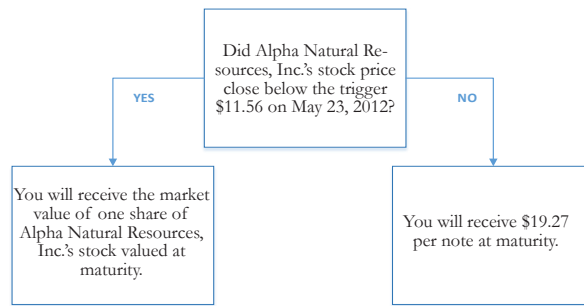 Did Alpha Natural Re-
sources, Inc.'s stock price
close below the trigger
$11.56 on May 23, 2012?
YES
NO
You will receive the market
value of one share of
Alpha Natural Resources,
Inc.'s stock valued at
maturity.
You will receive $19.27
per note at maturity.